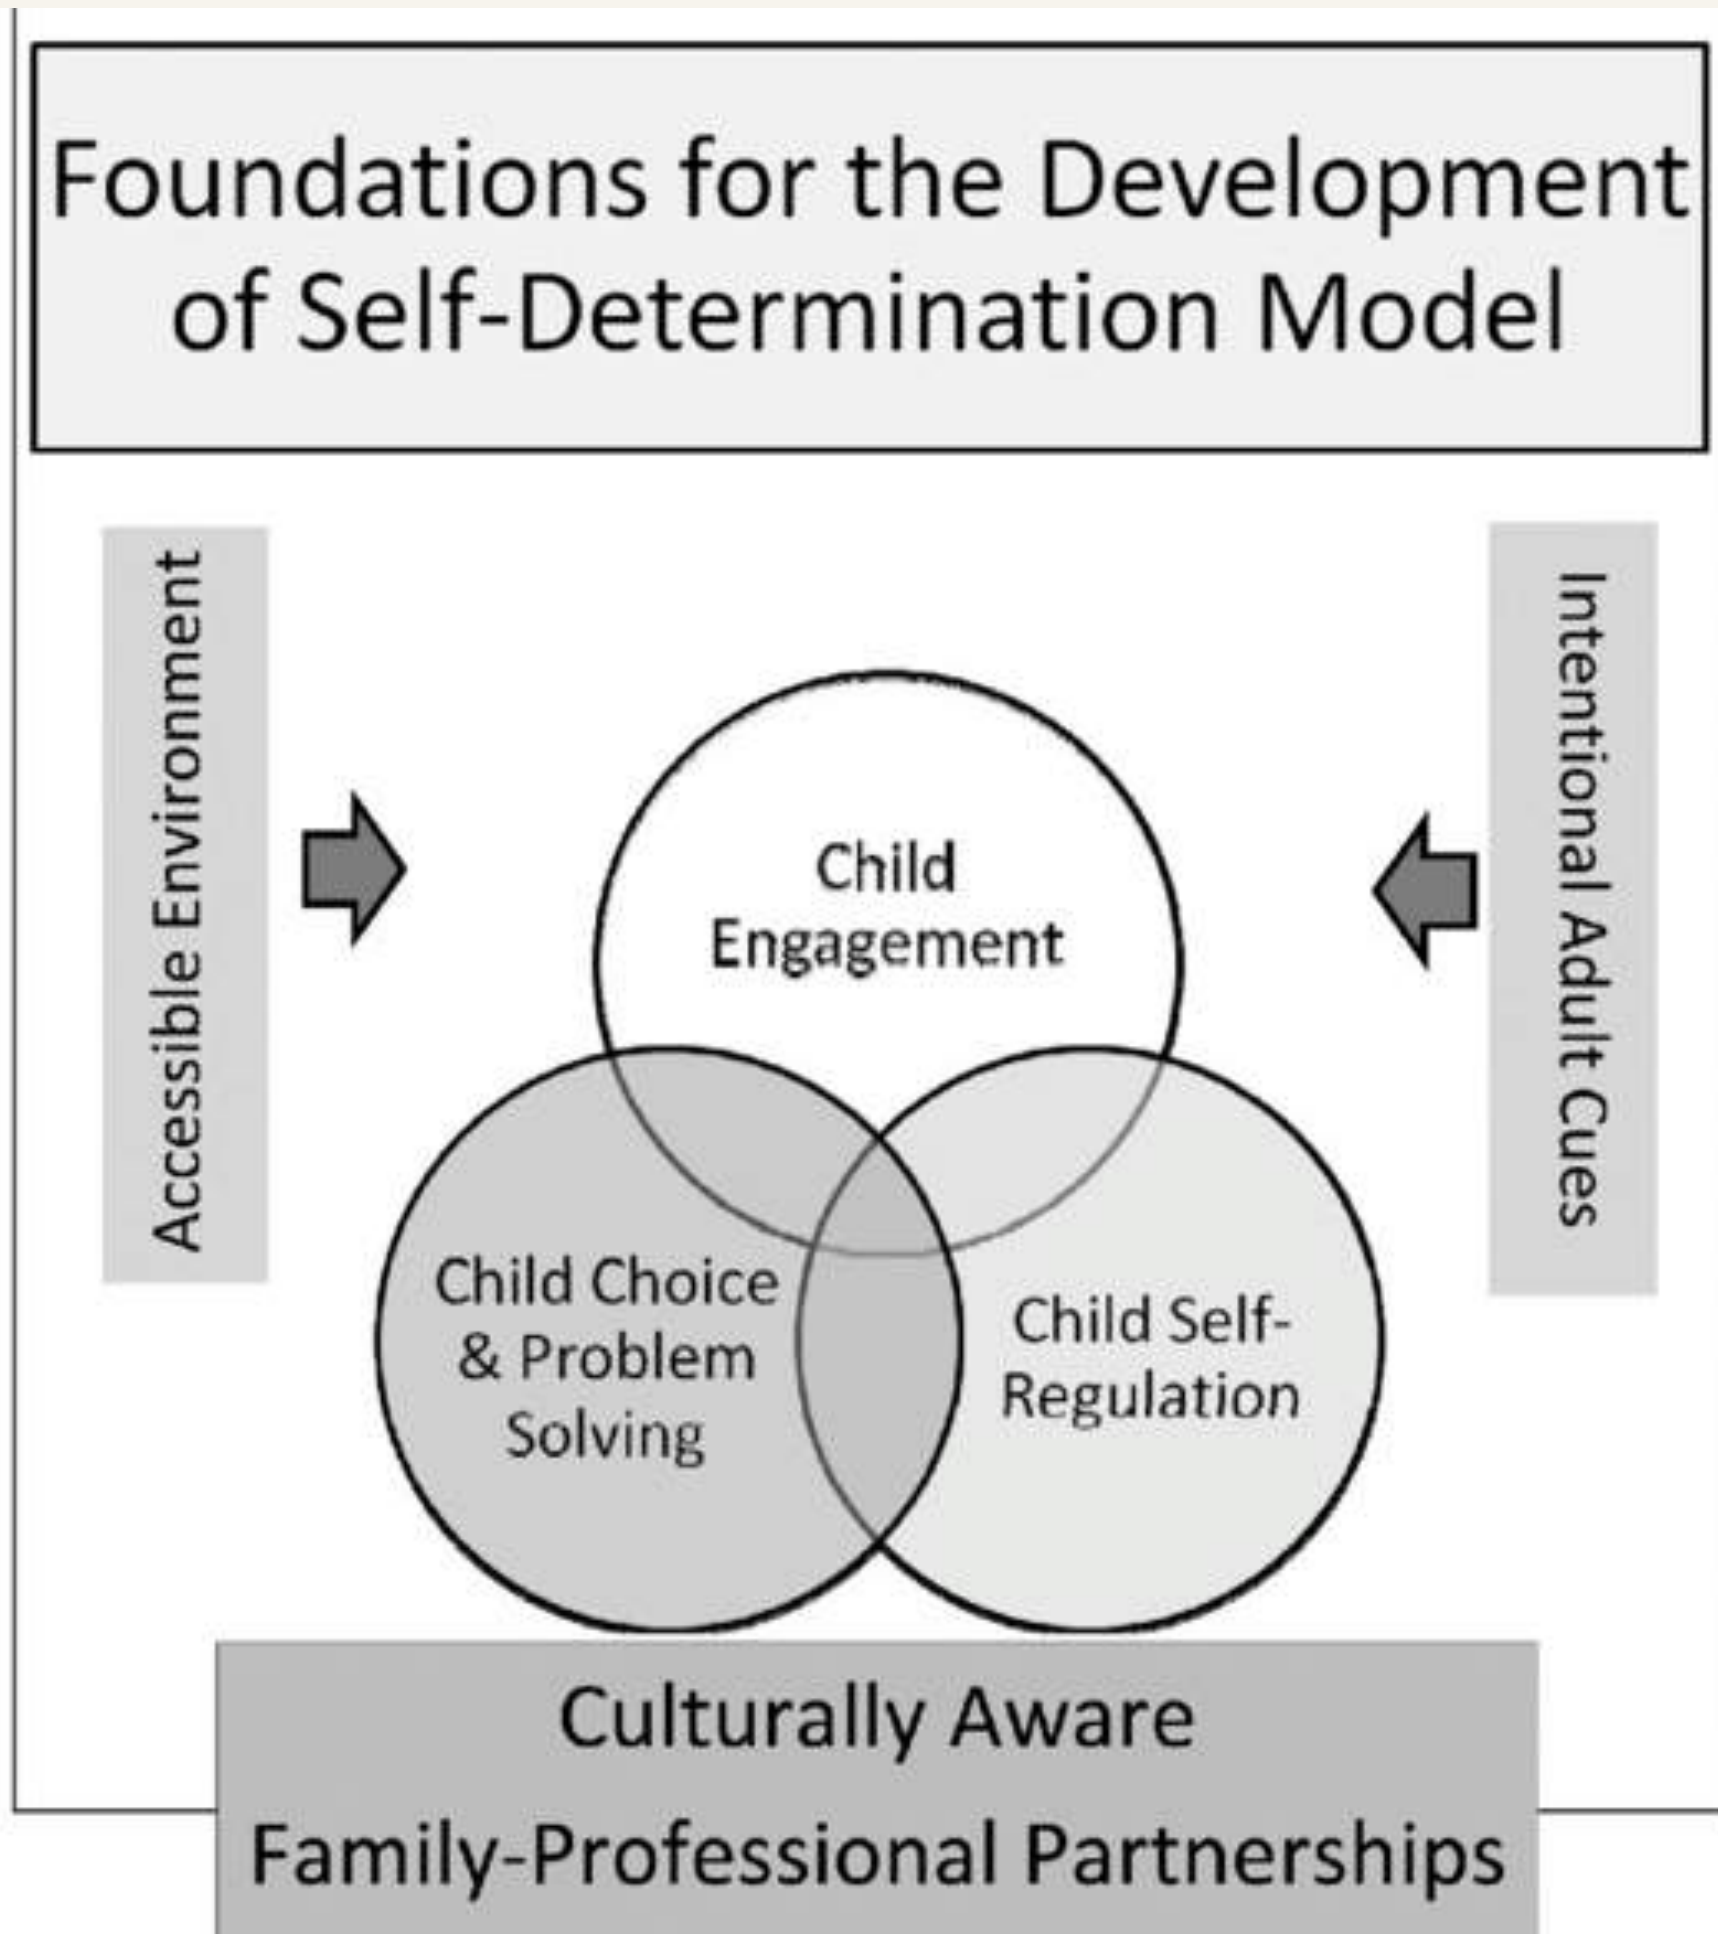 Foundations for the Development
of Self-Determination Model
Accessible Environment
Intentional Adult Cues
Child
Engagement
Child Choice
& Problem
Solving
Child Self-
Regulation
Culturally Aware
Family-Professional Partnerships